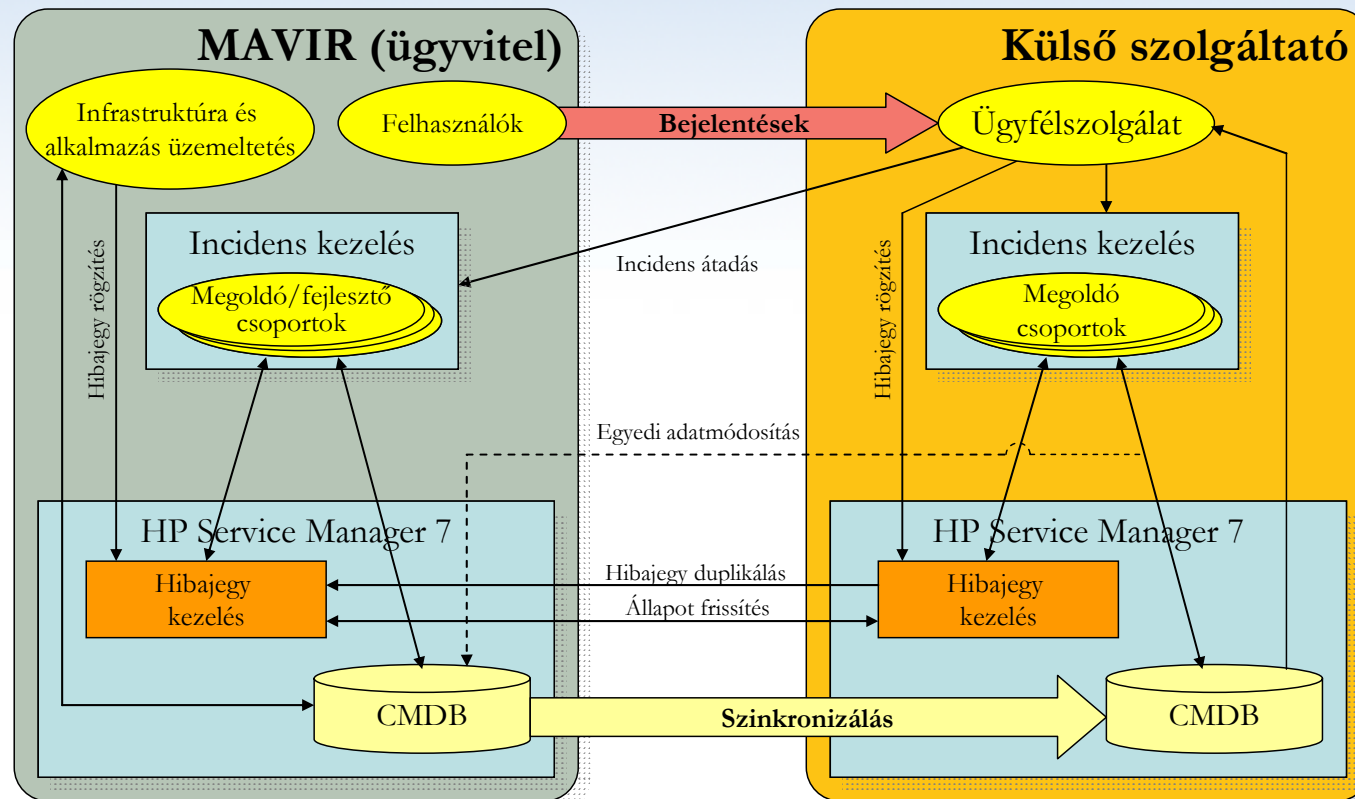 MAVIR (ügyvitel)
Külső szolgáltató
Infrastruktúra és
alkalmazás üzemeltetés
Felhasználók
Bejelentések
Ügyfélszolgálat
Incidens kezelés
Megoldó/fejlesztő
csoportok
Hibajegy rögzítés
Incidens átadás
Incidens kezelés
Megoldó
csoportok
Hibajegy rögzítés
Egyedi adatmódosítás
HP Service Manager 7
Hibajegy
kezelés
Hibajegy duplikálás
Állapot frissítés
HP Service Manager 7
Hibajegy
kezelés
CMDB
Szinkronizálás
CMDB